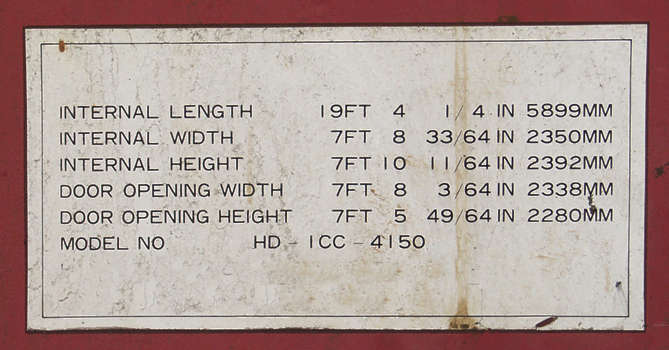 INTERNAL LENGTH 19FT 4 1/4 IN 5899MM
INTERNAL WIDTH 7FT 8 33/64 IN 2350MM
INTERNAL HEIGHT 7FT 10 11/64 IN 2392MM
DOOR OPENING WIDTH 7FT 8 3/64 IN 2338MM
DOOR OPENING HEIGHT 7FT 5 49/64 IN 2280MM
MODEL NO HD-1CC-4150